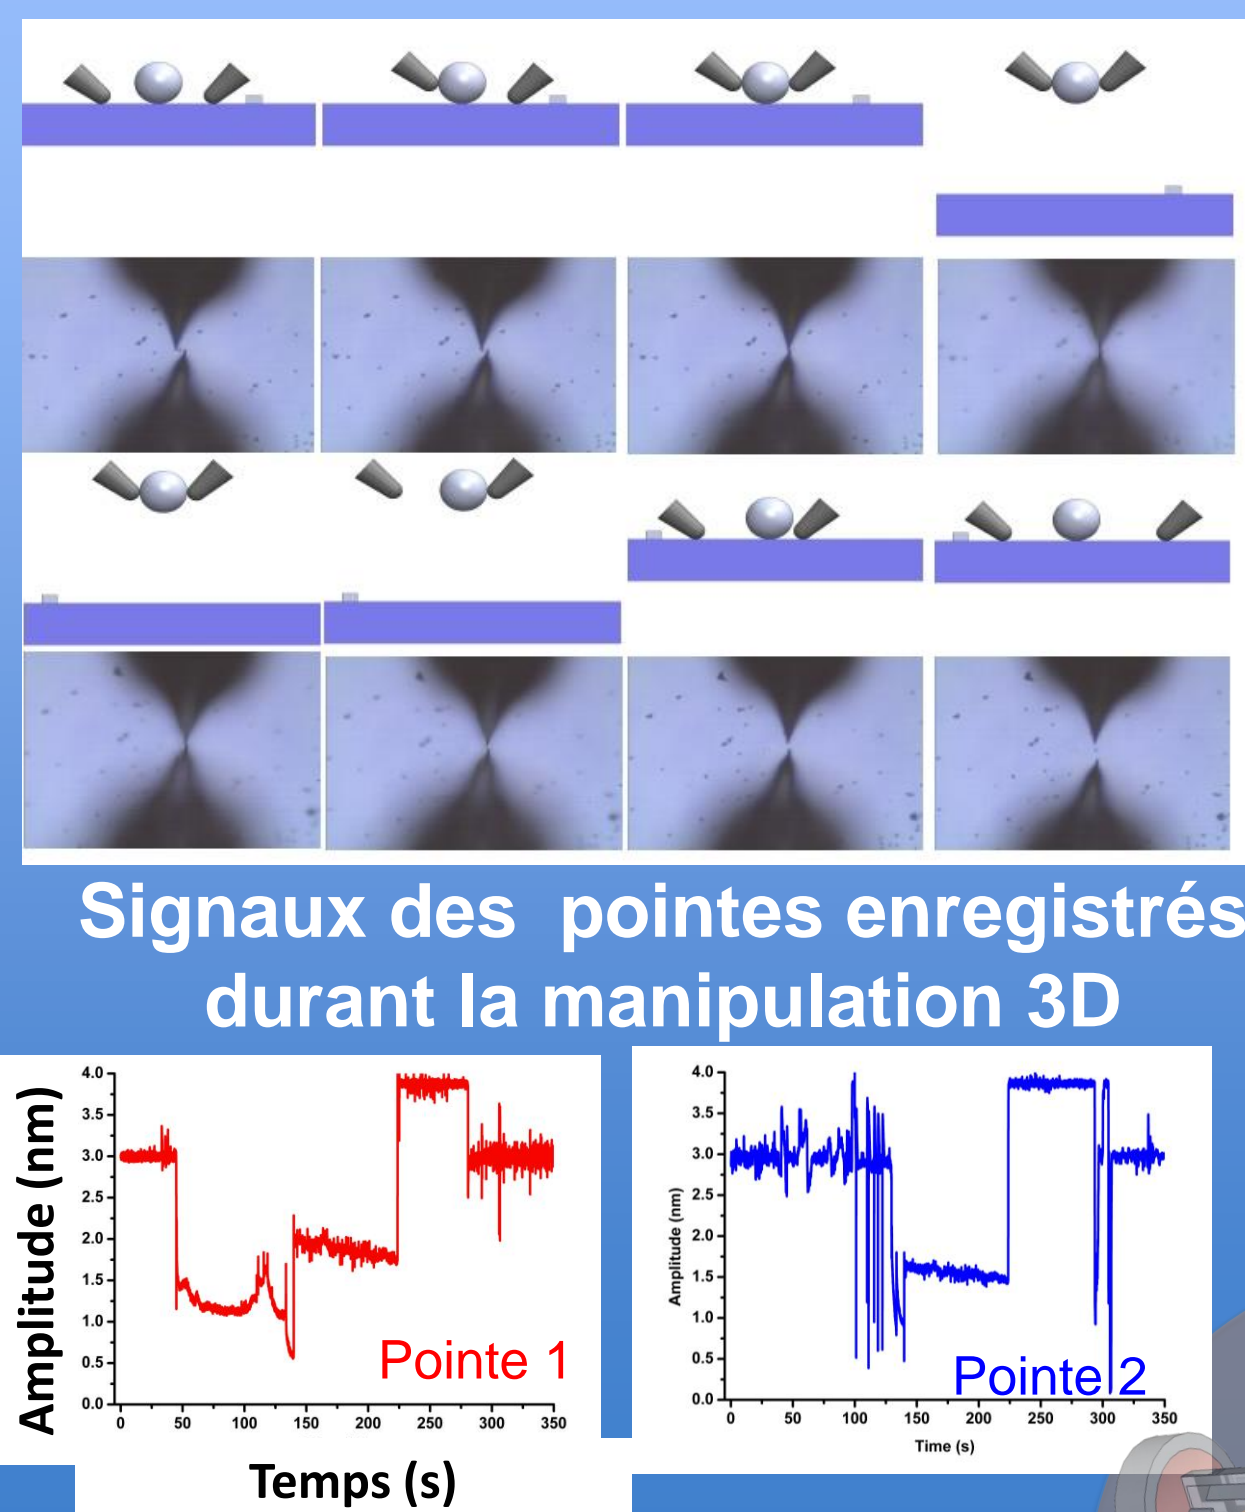 Signaux des pointes enregistrés
durant la manipulation 3D
Amplitude (nm)
4.0
3.5
3.0
2.5
2.0
1.5
1.0
0.5
0.0
0 50 100 150 200 250 300 350
Pointe 1
Temps (s)
Amplitude (nm)
4.0
3.5
3.0
2.5
2.0
1.5
1.0
0.5
0.0
0 50 100 150 200 250 300 350
Pointe 2
Time (s)